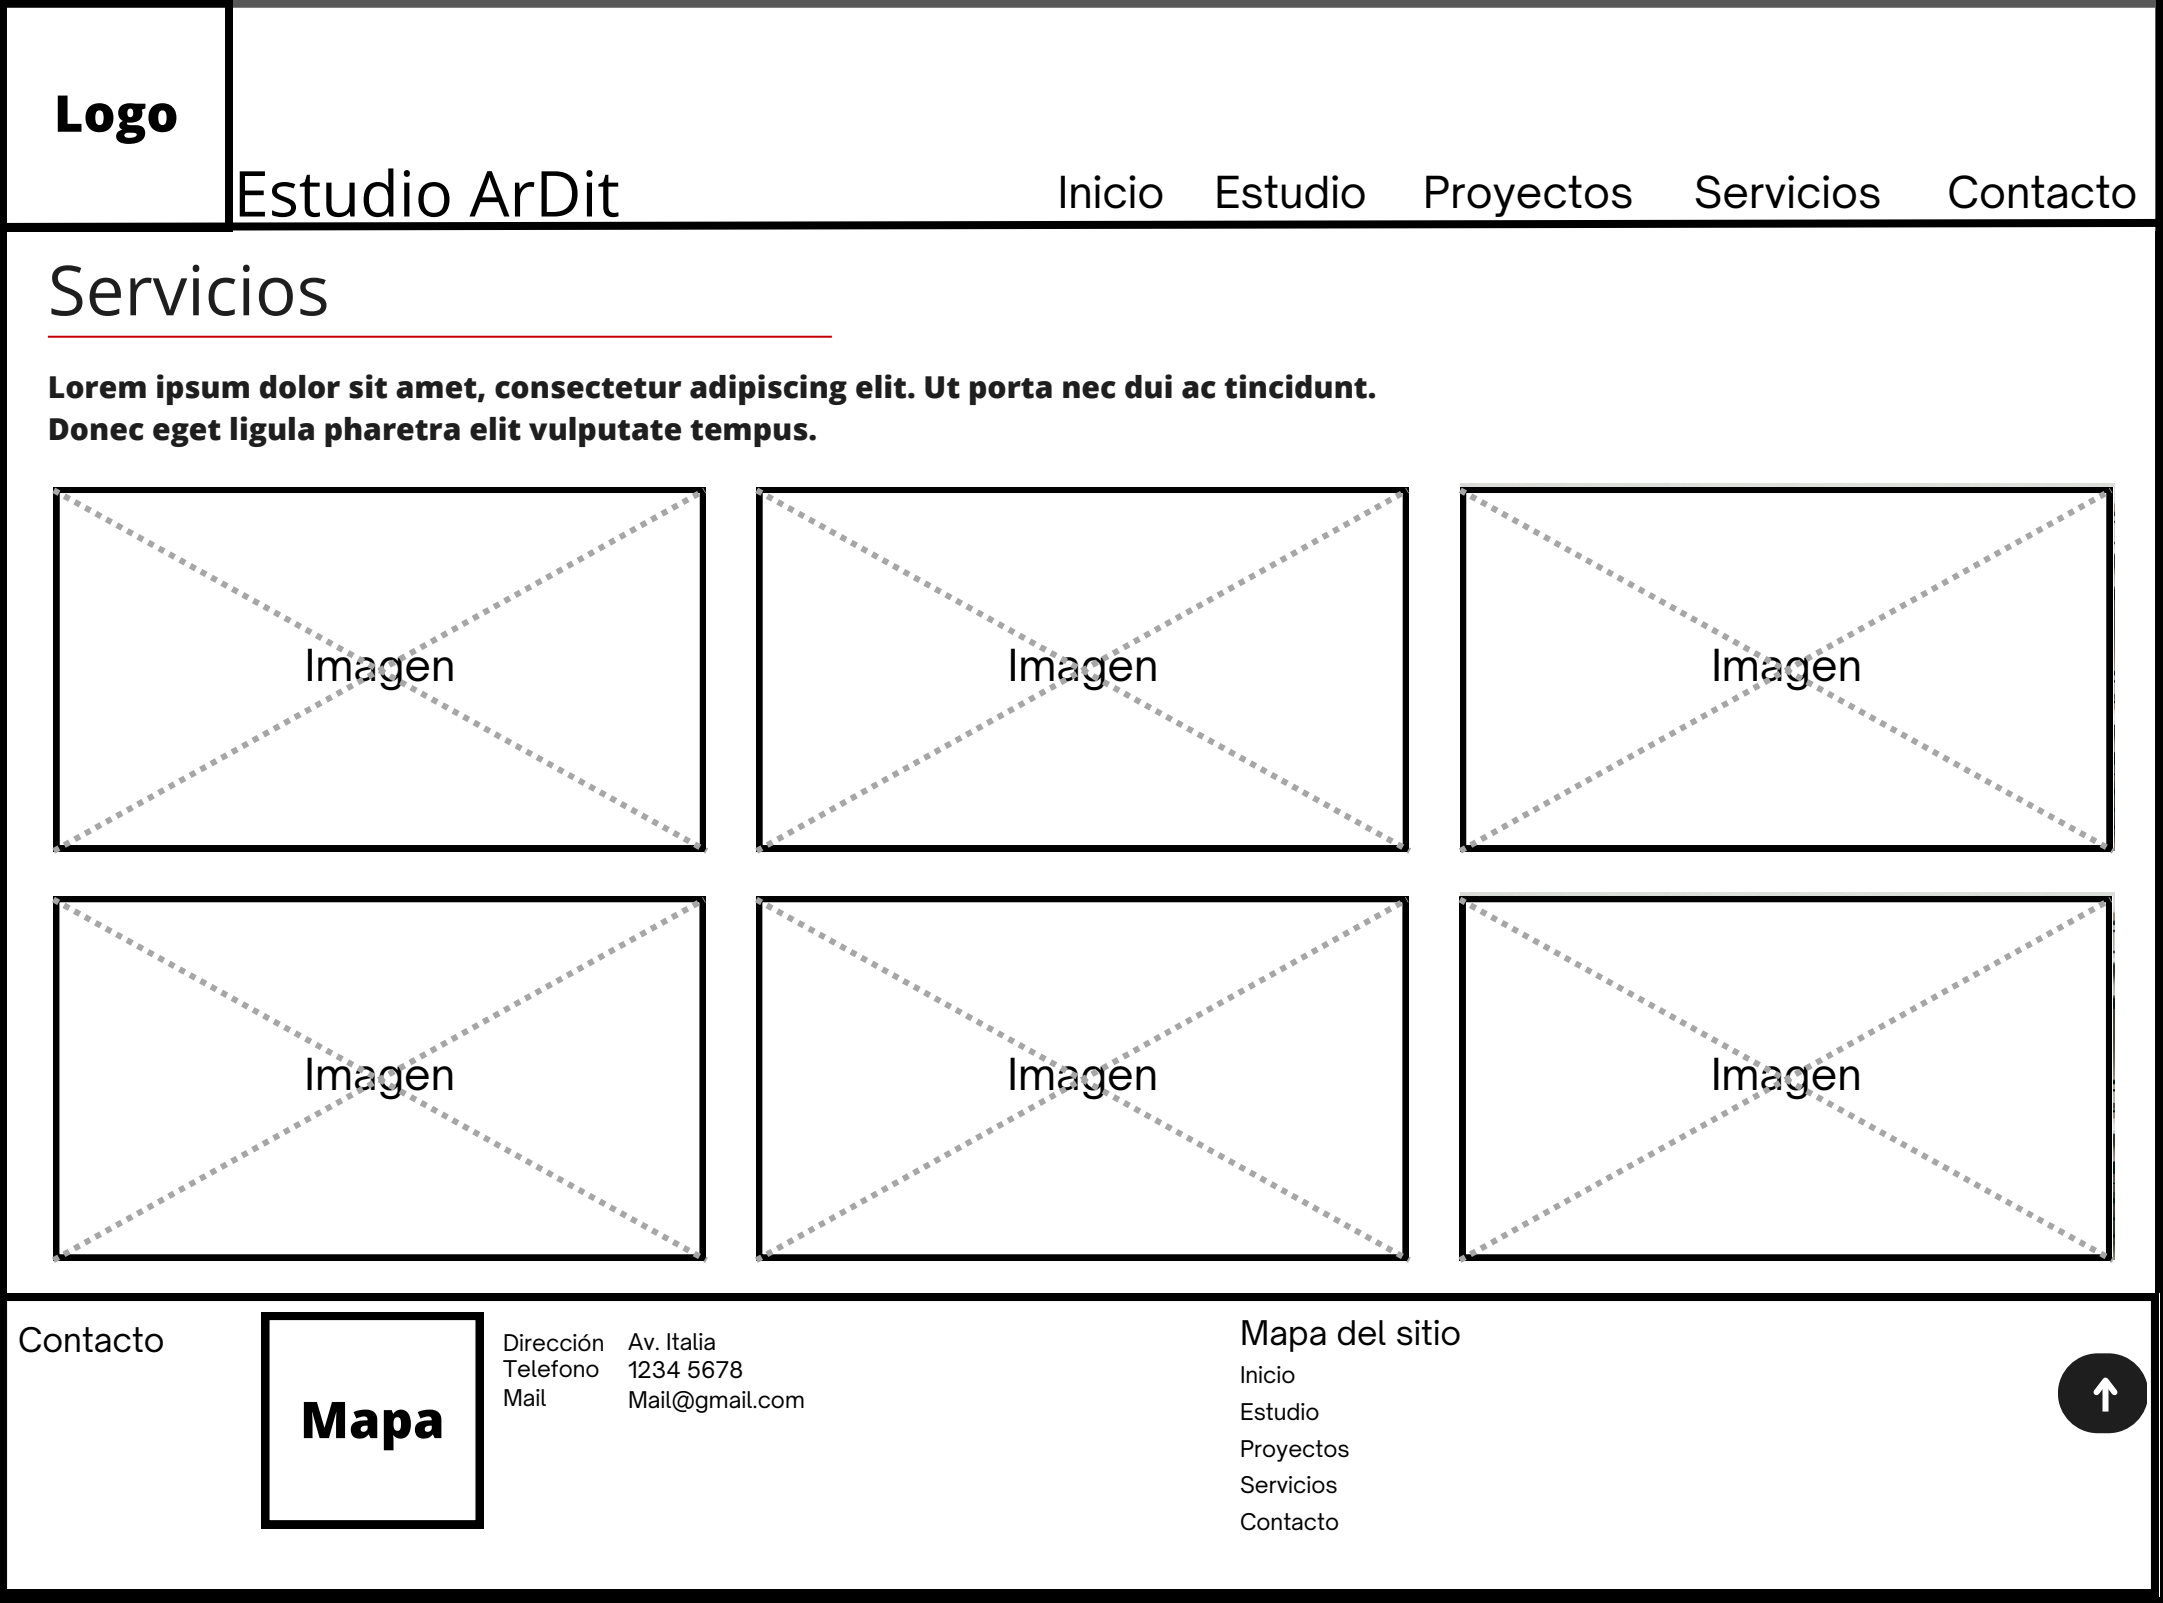 Logo
Estudio ArDit
Inicio Estudio Proyectos Servicios Contacto
Servicios
Lorem ipsum dolor sit amet, consectetur adipiscing elit. Ut porta nec dui ac tincidunt.
Donec eget ligula pharetra elit vulputate tempus.
Imagen Imagen Imagen
Imagen Imagen Imagen
Contacto
Mapa
Dirección Av. Italia
Telefono 1234 5678
Mail Mail@gmail.com
Mapa del sitio
Inicio
Estudio
Proyectos
Servicios
Contacto